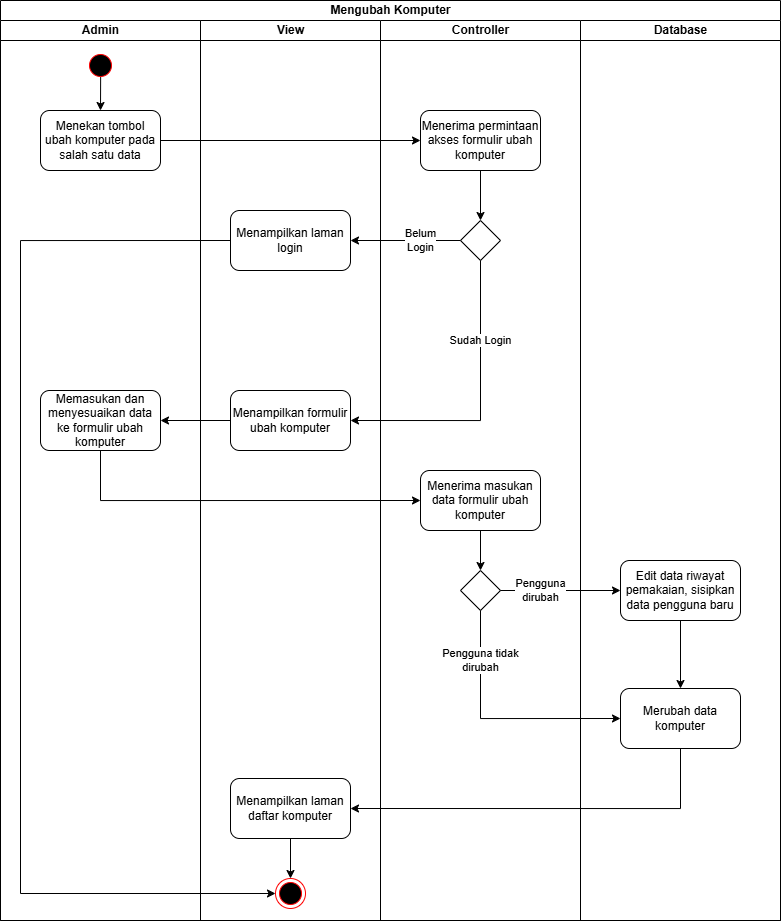 Mengubah Komputer
Admin
View
Controller
Database
Menekan tombol
ubah komputer pada
salah satu data
Menerima permintaan
akses formulir ubah
komputer
Menampilkan laman
login
Belum
Login
Sudah Login
Memasukan dan
menyesuaikan data
ke formulir ubah
komputer
Menampilkan formulir
ubah komputer
Menerima masukan
data formulir ubah
komputer
Pengguna
dirubah
Edit data riwayat
pemakaian, sisipkan
data pengguna baru
Pengguna tidak
dirubah
Merubah data
komputer
Menampilkan laman
daftar komputer